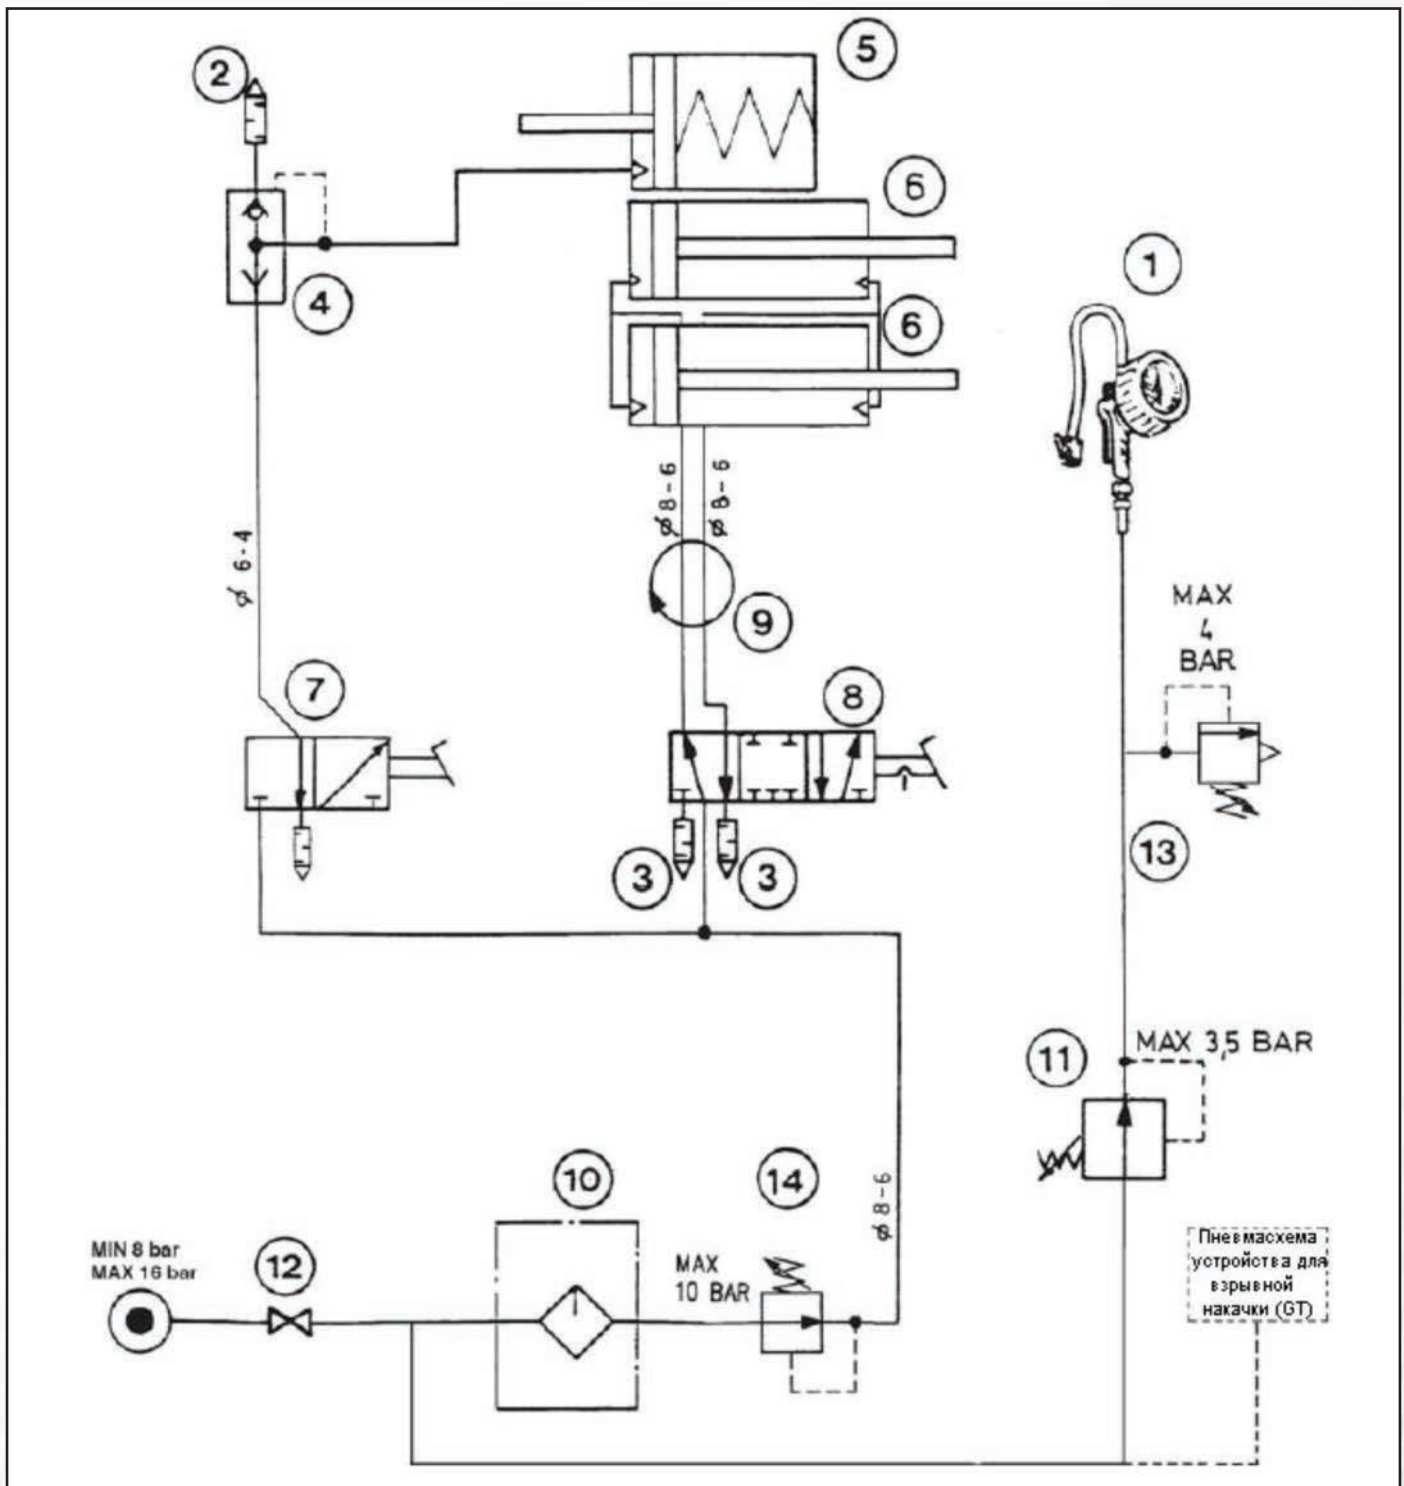 2
5
6
1
4
6
Ø 8-6
Ø 8-6
Ø 6-4
MAX
4
BAR
9
7
8
13
3
3
11
MAX 3,5 BAR
10
14
Ø 8-6
MIN 8 bar
MAX 16 bar
12
MAX
10 BAR
Пневмасхема
устройства для
взрывной
накачки (GT)